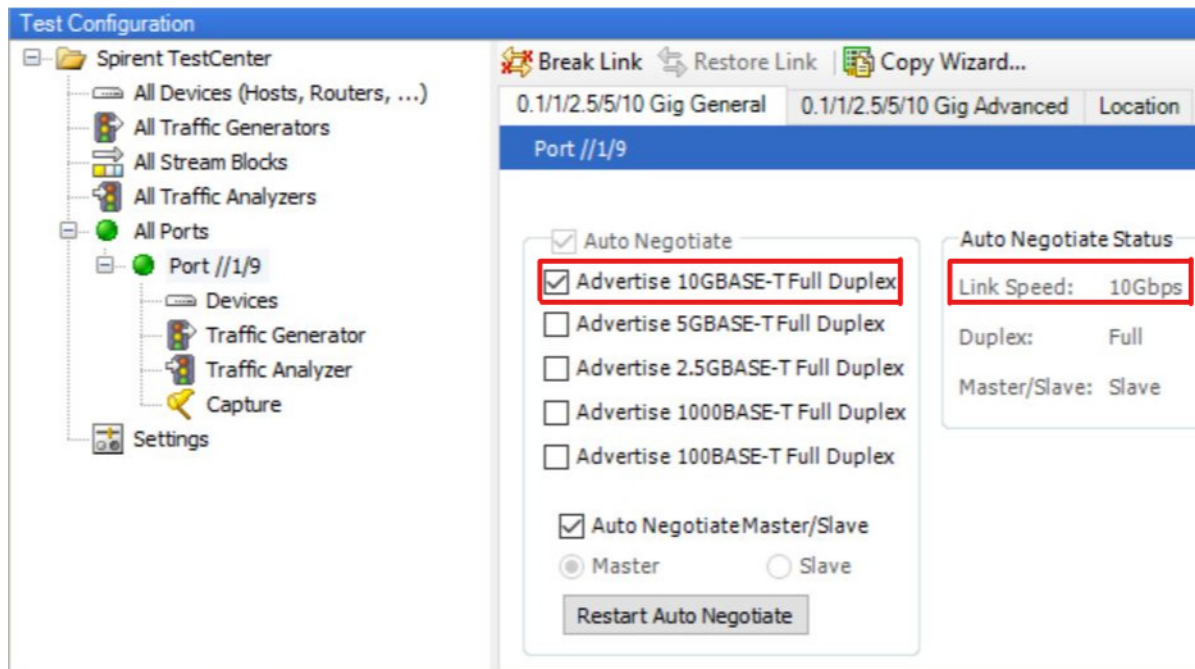 Test Configuration
Spirent TestCenter
All Devices (Hosts, Routers, ...)
All Traffic Generators
All Stream Blocks
All Traffic Analyzers
All Ports
Port //1/9
Devices
Traffic Generator
Traffic Analyzer
Capture
Settings
Break Link Restore Link Copy Wizard...
0.1/1/2.5/5/10 Gig General 0.1/1/2.5/5/10 Gig Advanced Location
Port //1/9
Auto Negotiate
Advertise 10GBASE-T Full Duplex
Advertise 5GBASE-T Full Duplex
Advertise 2.5GBASE-T Full Duplex
Advertise 1000BASE-T Full Duplex
Advertise 100BASE-T Full Duplex
Auto Negotiate Master/Slave
Master Slave
Restart Auto Negotiate
Auto Negotiate Status
Link Speed: 10Gbps
Duplex: Full
Master/Slave: Slave